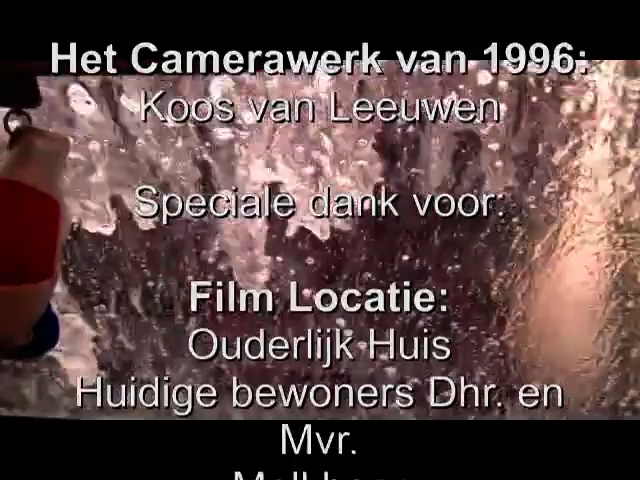 Het Camerawerk van 1996:
Koos van Leeuwen
Speciale dank voor:
Film Locatie:
Ouderlijk Huis
Huidige bewoners Dhr. en
Mvr.